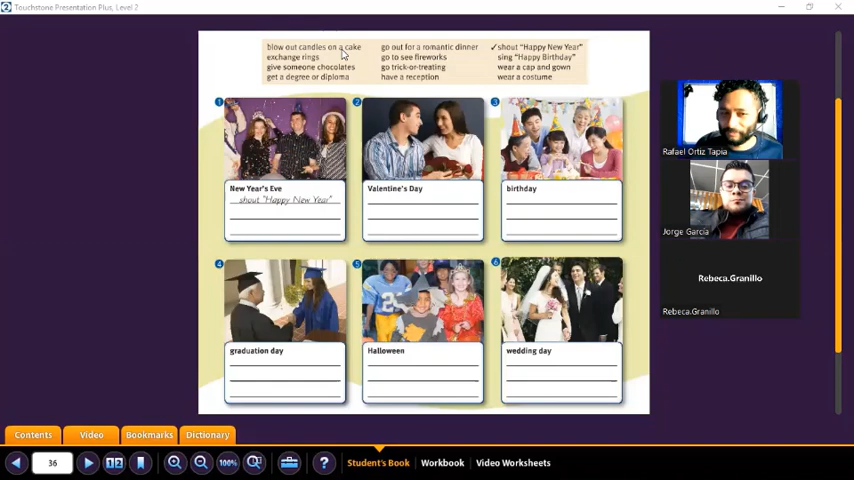 Touchstone Presentation Plus, Level 2
blow out candles on a cake
exchange rings
give someone chocolates
get a degree or diploma
go out for a romantic dinner
go to see fireworks
go trick-or-treating
have a reception
✓shout "Happy New Year"
sing "Happy Birthday"
wear a cap and gown
wear a costume
1
New Year's Eve
shout "Happy New Year"
2
Valentine's Day
3
birthday
4
graduation day
5
Halloween
6
wedding day
Rafael Ortiz Tapia
Jorge García
Rebeca.Granillo
Rebeca.Granillo
Contents
Video
Bookmarks
Dictionary
36
12
100%
?
Student's Book
Workbook
Video Worksheets